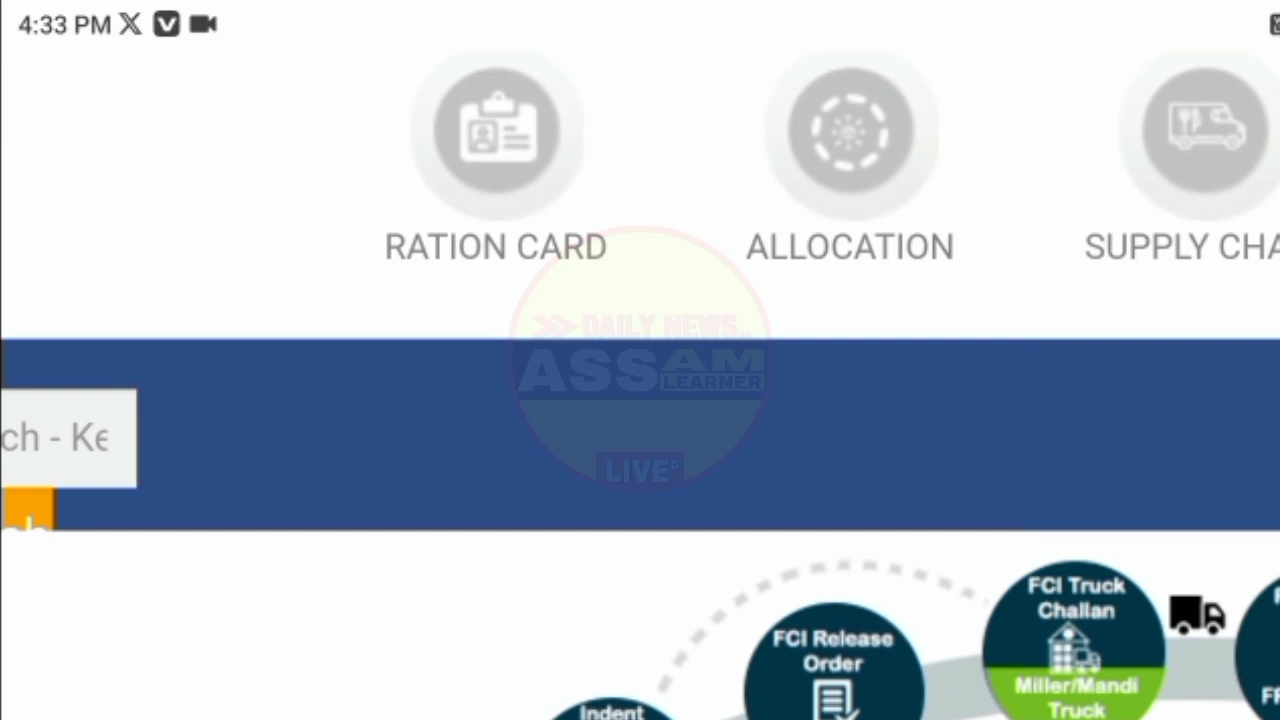 4:33 PM
RATION CARD
ALLOCATION
SUPPLY CHA
DAILY NEWS..
ASSAM
LEARNER
LIVE
ch - Ke
ch
FCI Truck
Challan
FCI Release
Order
Miller/Mandi
Truck
Indent